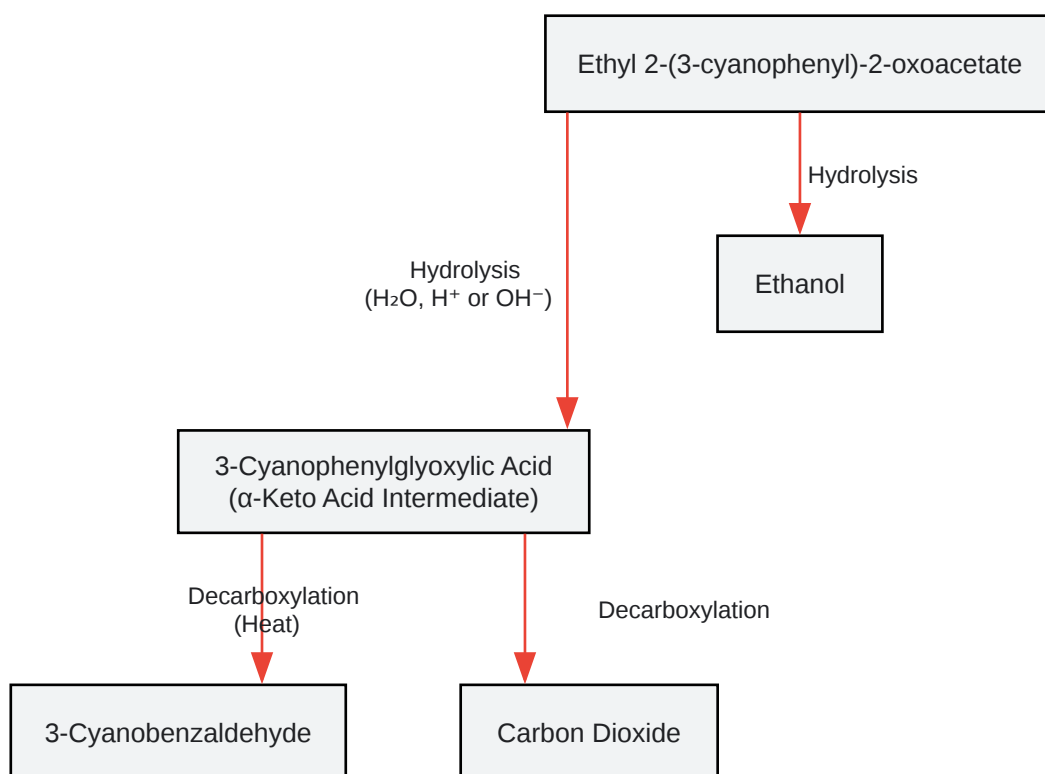 Ethyl 2-(3-cyanophenyl)-2-oxoacetate
Hydrolysis
Hydrolysis
(H₂O, H⁺ or OH⁻)
Ethanol
3-Cyanophenylglyoxylic Acid
(α-Keto Acid Intermediate)
Decarboxylation
(Heat)
Decarboxylation
3-Cyanobenzaldehyde
Carbon Dioxide